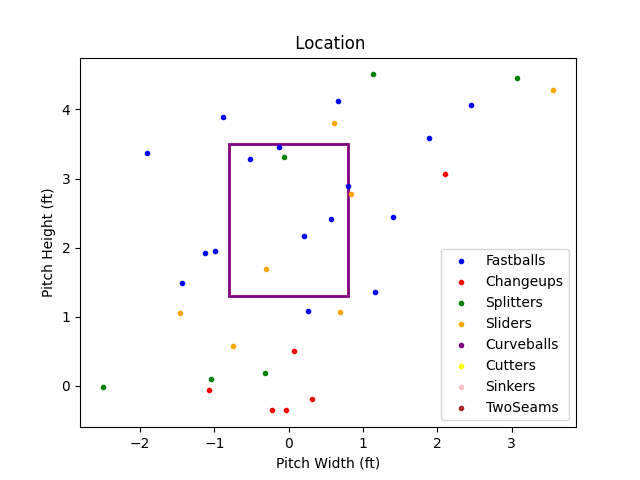 Location
Pitch Height (ft)
4
3
2
1
0
Fastballs
Changeups
Splitters
Sliders
Curveballs
Cutters
Sinkers
TwoSeams
−2 −1 0 1 2 3
Pitch Width (ft)